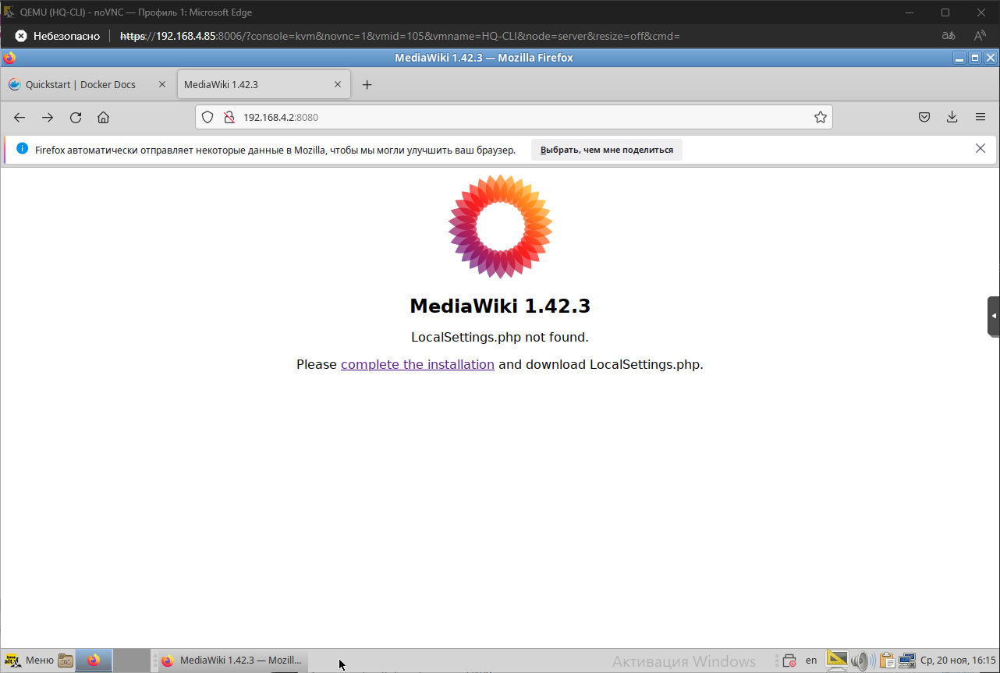 QEMU (HQ-CLI) - noVNC — Профиль 1: Microsoft Edge
Небезопасно https://192.168.4.85:8006/?console=kvm&novnc=1&vmid=105&vmname=HQ-CLI&node=server&resize=off&cmd=
MediaWiki 1.42.3 — Mozilla Firefox
Quickstart | Docker Docs
MediaWiki 1.42.3
192.168.4.2:8080
Firefox автоматически отправляет некоторые данные в Mozilla, чтобы мы могли улучшить ваш браузер.
Выбрать, чем мне поделиться
MediaWiki 1.42.3
LocalSettings.php not found.
Please complete the installation and download LocalSettings.php.
Меню
MediaWiki 1.42.3 — Mozill...
Активация Windows
en
Ср, 20 ноя, 16:15